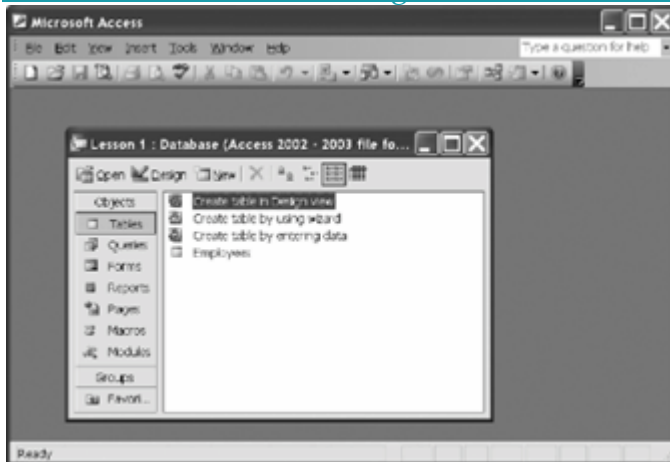 Microsoft Access
File Edit View Insert Tools Window Help
Type a question for help
Lesson 1 : Database (Access 2002 - 2003 file fo...
Open Design New
Objects
Tables
Queries
Forms
Reports
Pages
Macros
Modules
Groups
Favori...
Create table in Design view
Create table by using wizard
Create table by entering data
Employees
Ready